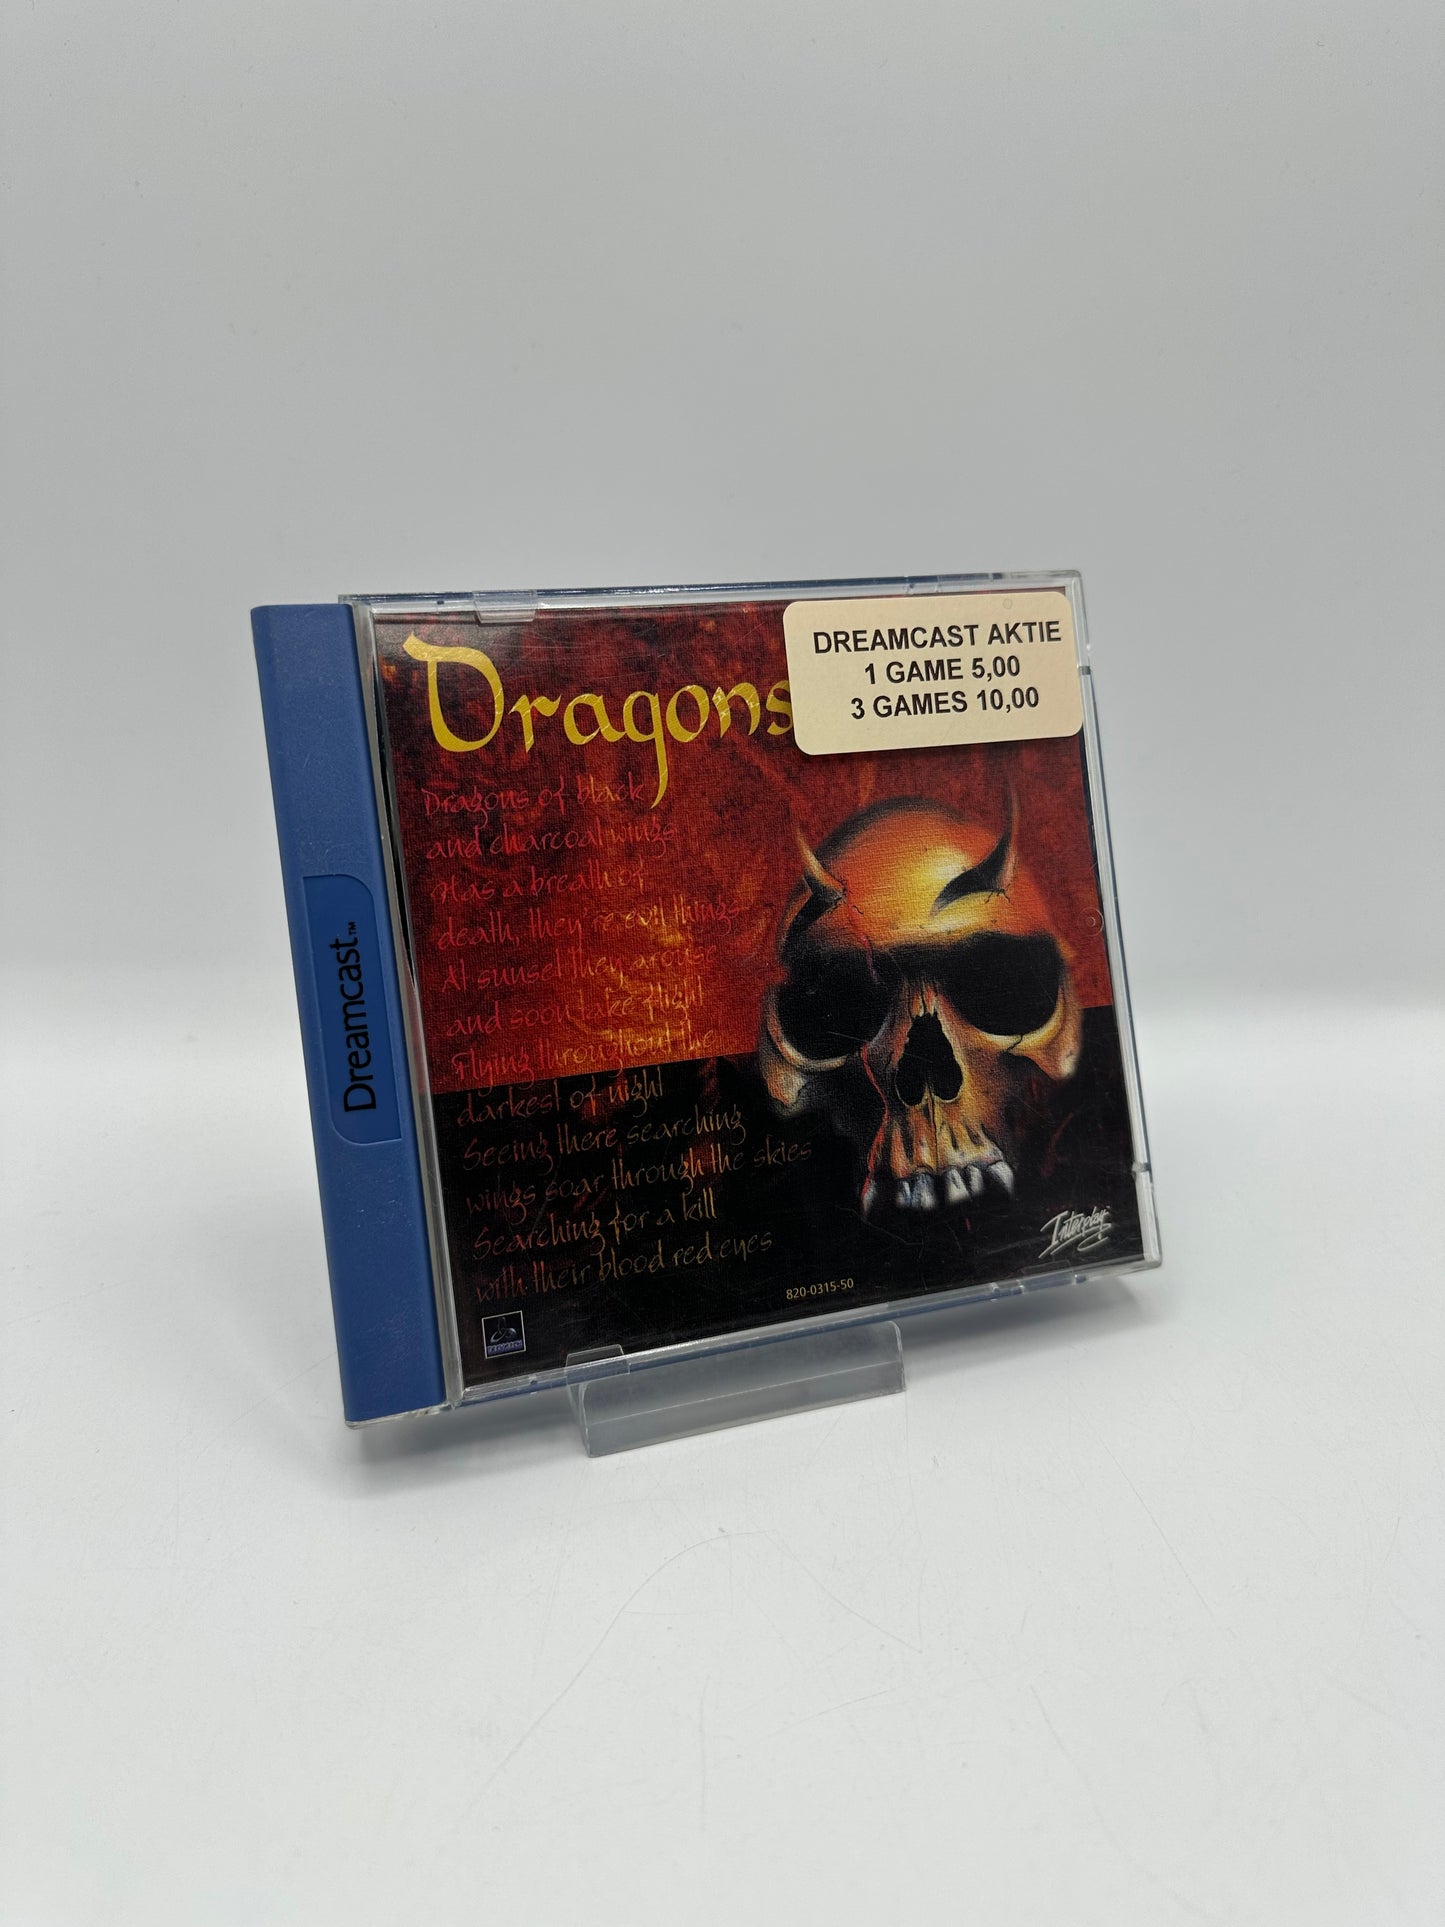 Dragons
DREAMCAST AKTIE
1 GAME 5,00
3 GAMES 10,00
Dragons of black
and charcoal wings
Has a breath of
death, they're evil things
At sunset they arouse
and soon take flight
Flying throughout the
darkest of night
Seeing there searching
wings soar through the skies
Searching for a kill
with their blood red eyes
Dreamcast™
820-0315-50
Interplay™